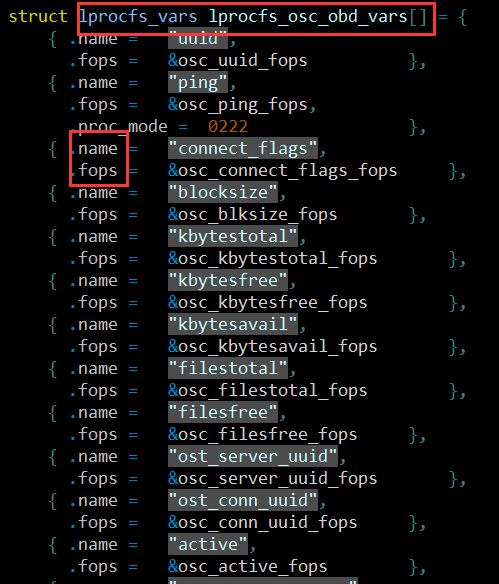 struct lprocfs_vars lprocfs_osc_obd_vars[] = {
{ .name = "uuid",
.fops = &osc_uuid_fops },
{ .name = "ping",
.fops = &osc_ping_fops,
.proc_mode = 0222 },
{ .name = "connect_flags",
.fops = &osc_connect_flags_fops },
{ .name = "blocksize",
.fops = &osc_blksize_fops },
{ .name = "kbytestotal",
.fops = &osc_kbytestotal_fops },
{ .name = "kbytesfree",
.fops = &osc_kbytesfree_fops },
{ .name = "kbytesavail",
.fops = &osc_kbytesavail_fops },
{ .name = "filestotal",
.fops = &osc_filestotal_fops },
{ .name = "filesfree",
.fops = &osc_filesfree_fops },
{ .name = "ost_server_uuid",
.fops = &osc_server_uuid_fops },
{ .name = "ost_conn_uuid",
.fops = &osc_conn_uuid_fops },
{ .name = "active",
.fops = &osc_active_fops },